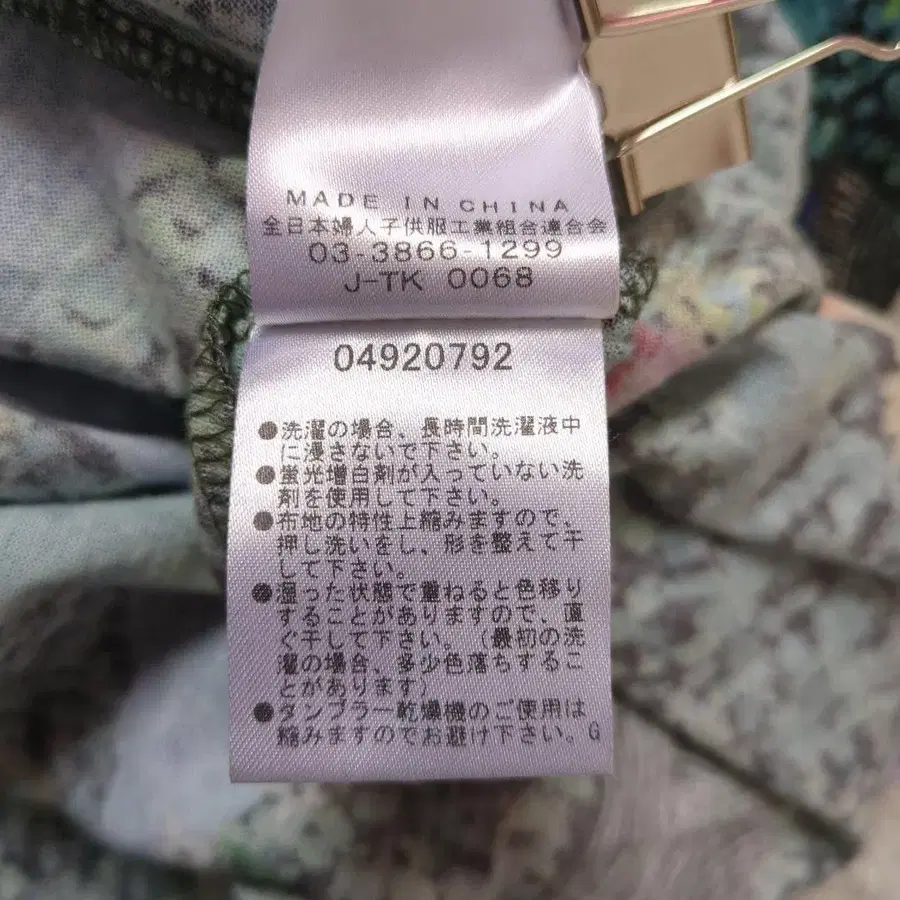 MADE IN CHINA
全日本婦人子供服工業組合連合会
03-3866-1299
J-TK 0068
04920792
●洗濯の場合、長時間洗濯液中
に浸さないで下さい。
●蛍光増白剤が入っていない洗
剤を使用して下さい。
●布地の特性上縮みますので、
押し洗いをし、形を整えて干
して下さい。
●湿った状態で重ねると色移り
することがありますので、直
ぐ干して下さい。（最初の洗
濯の場合、多少色落ちするこ
とがあります）
●タンブラー乾燥機のご使用は
縮みますのでお避け下さい。G